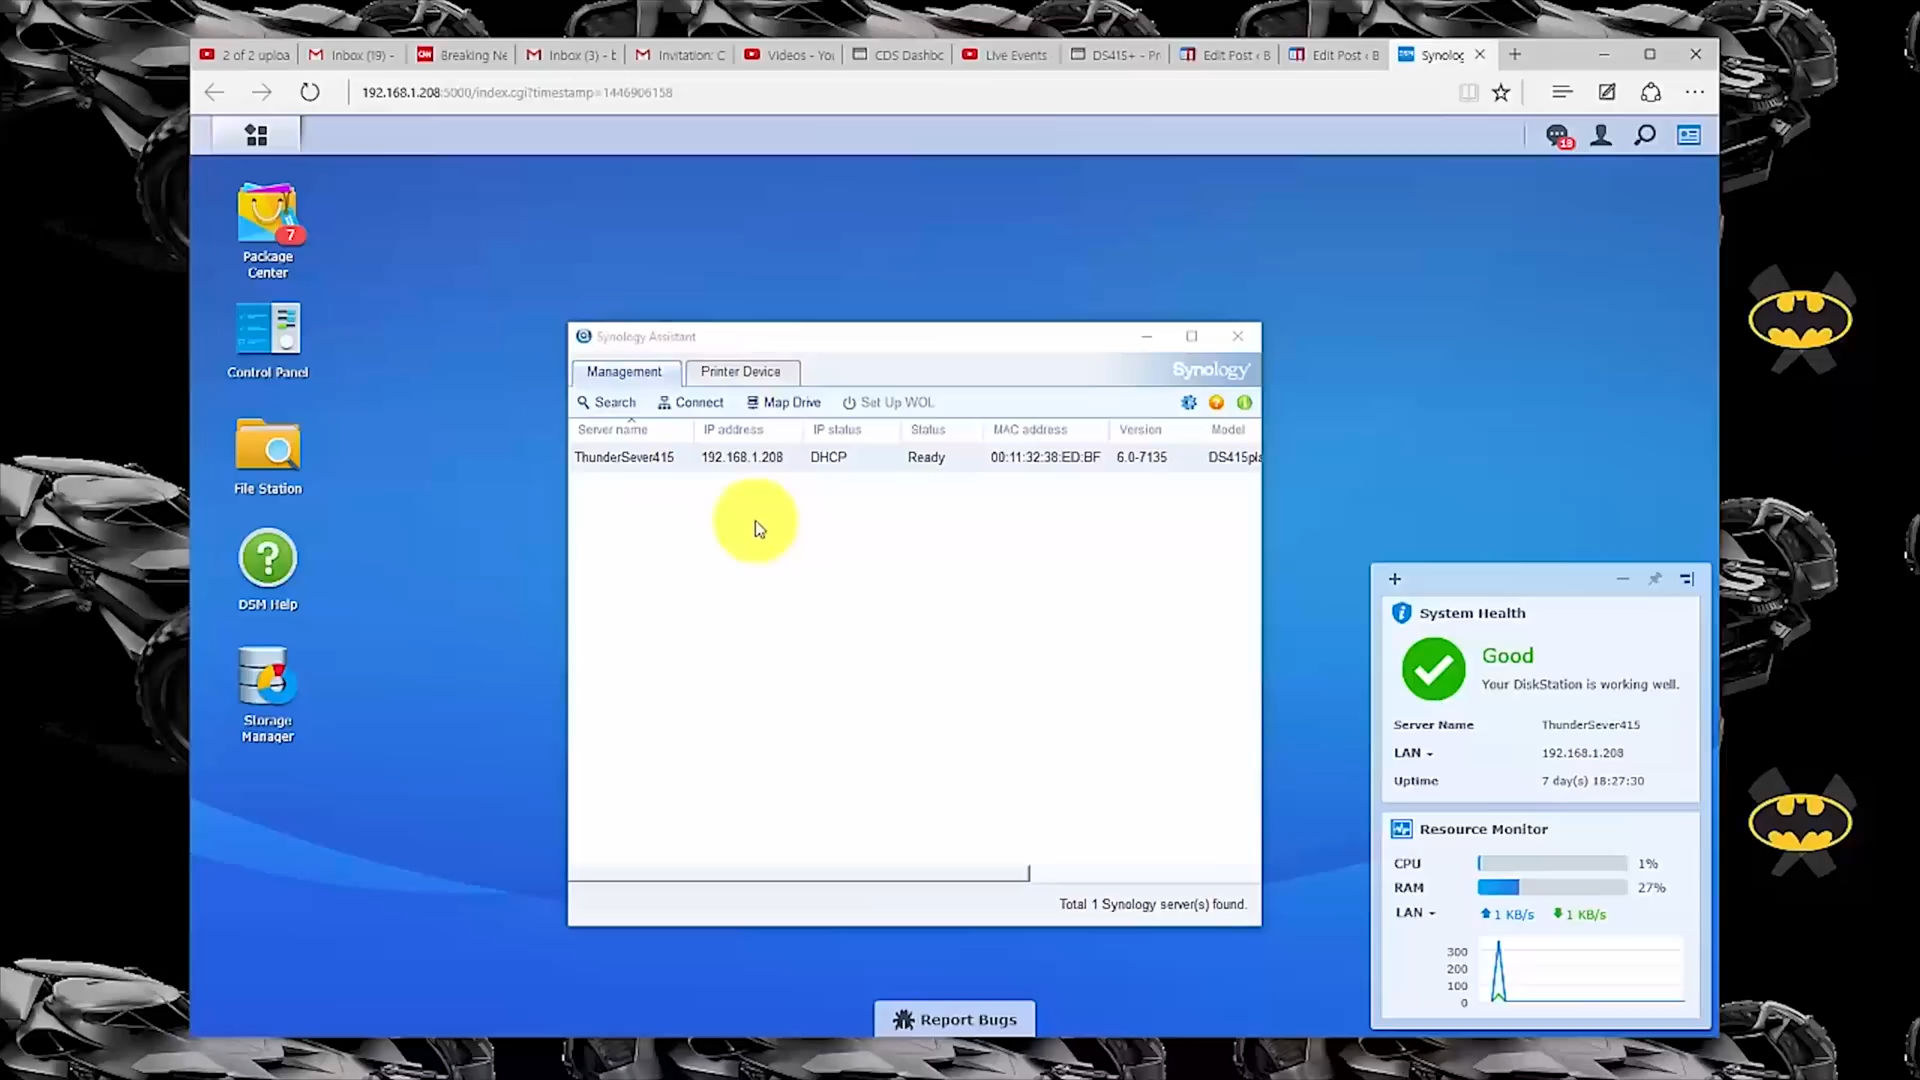 2 of 2 uploa
Inbox (19) -
Breaking Ne
Inbox (3) - t
Invitation: C
Videos - You
CDS Dashbc
Live Events
DS415+ - Pr
Edit Post ‹ B
Edit Post ‹ B
Synolog
192.168.1.208:5000/index.cgi?timestamp=1446906158
7
Package
Center
Control Panel
File Station
DSM Help
Storage
Manager
Synology Assistant
Management
Printer Device
Synology
Search
Connect
Map Drive
Set Up WOL
Server name
IP address
IP status
Status
MAC address
Version
Model
ThunderSever415
192.168.1.208
DHCP
Ready
00:11:32:38:ED:BF
6.0-7135
DS415pl
Total 1 Synology server(s) found.
System Health
Good
Your DiskStation is working well.
Server Name
ThunderSever415
LAN
192.168.1.208
Uptime
7 day(s) 18:27:30
Resource Monitor
CPU
1%
RAM
27%
LAN
1 KB/s
1 KB/s
300
200
100
0
Report Bugs